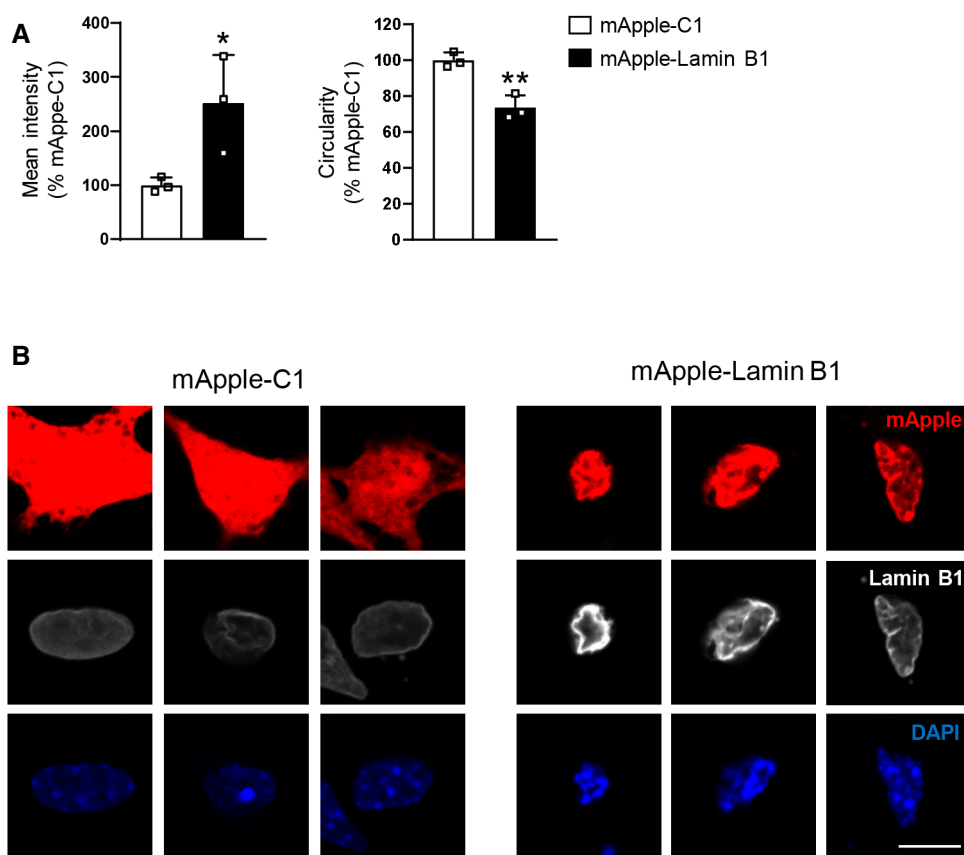 A
Mean intensity
(% mAppe-C1)
400
300
200
100
0
*
Circularity
(% mApple-C1)
120
100
80
60
40
20
0
**
mApple-C1
mApple-Lamin B1
B
mApple-C1
mApple-Lamin B1
mApple
Lamin B1
DAPI